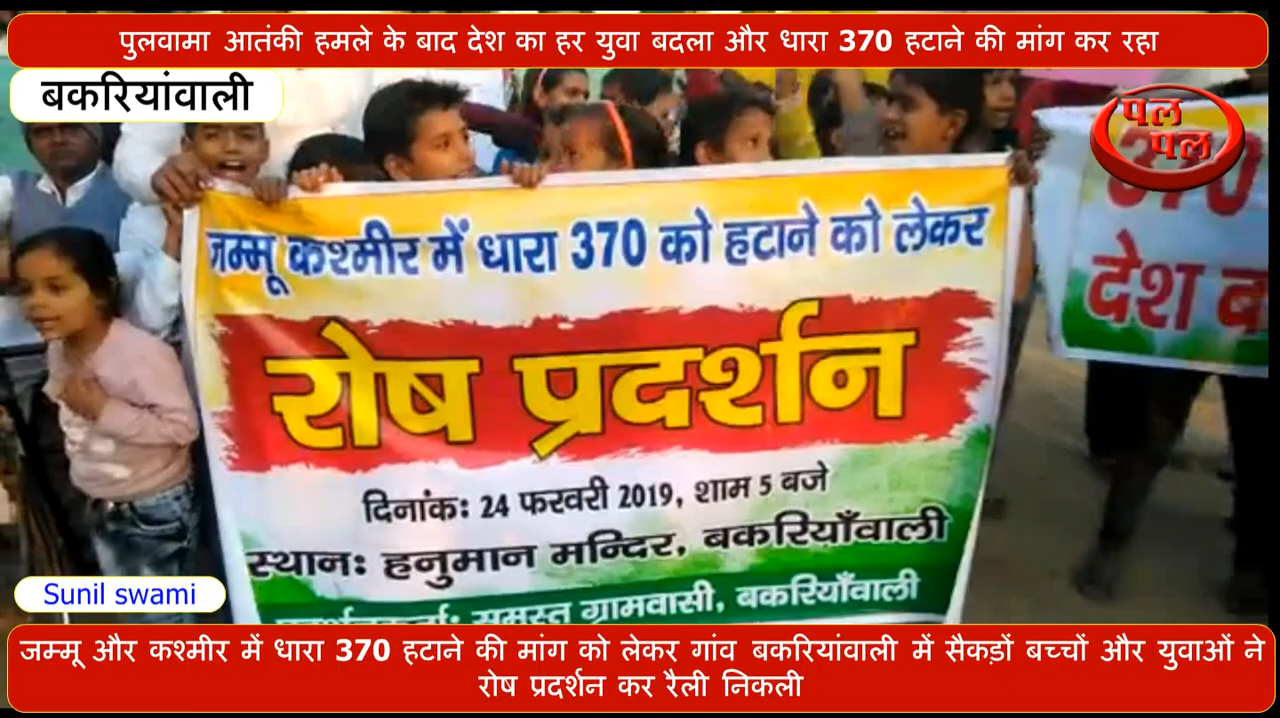 पुलवामा आतंकी हमले के बाद देश का हर युवा बदला और धारा 370 हटाने की मांग कर रहा
बकरियांवाली
पल
पल
370
देश
जम्मू कश्मीर में धारा 370 को हटाने को लेकर
रोष प्रदर्शन
दिनांक: 24 फरवरी 2019, शाम 5 बजे
स्थान: हनुमान मन्दिर, बकरियाँवाली
समस्त ग्रामवासी, बकरियाँवाली
Sunil swami
जम्मू और कश्मीर में धारा 370 हटाने की मांग को लेकर गांव बकरियांवाली में सैकड़ों बच्चों और युवाओं ने
रोष प्रदर्शन कर रैली निकली